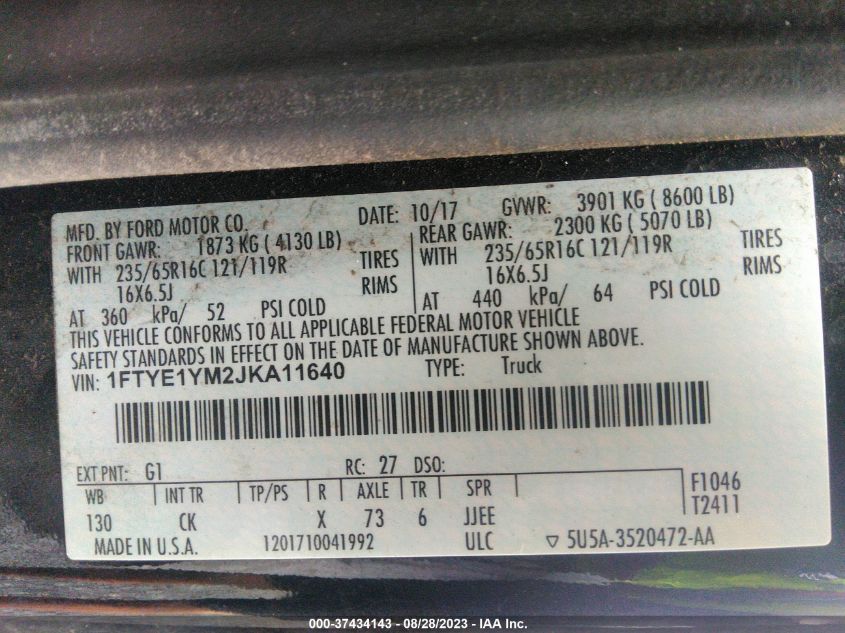 MFD. BY FORD MOTOR CO.
DATE: 10/17 GVWR: 3901 KG ( 8600 LB)
FRONT GAWR: 1873 KG ( 4130 LB) REAR GAWR: 2300 KG ( 5070 LB)
WITH 235/65R16C 121/119R TIRES WITH 235/65R16C 121/119R TIRES
16X6.5J RIMS 16X6.5J RIMS
AT 360 kPa/ 52 PSI COLD AT 440 kPa/ 64 PSI COLD
THIS VEHICLE CONFORMS TO ALL APPLICABLE FEDERAL MOTOR VEHICLE
SAFETY STANDARDS IN EFFECT ON THE DATE OF MANUFACTURE SHOWN ABOVE.
VIN: 1FTYE1YM2JKA11640 TYPE: Truck
EXT PNT: G1 RC: 27 DSO:
WB INT TR TP/PS R AXLE TR SPR F1046
130 CK X 73 6 JJEE T2411
MADE IN U.S.A. 1201710041992 ULC ▽ 5U5A-3520472-AA
000-37434143 - 08/28/2023 - IAA Inc.